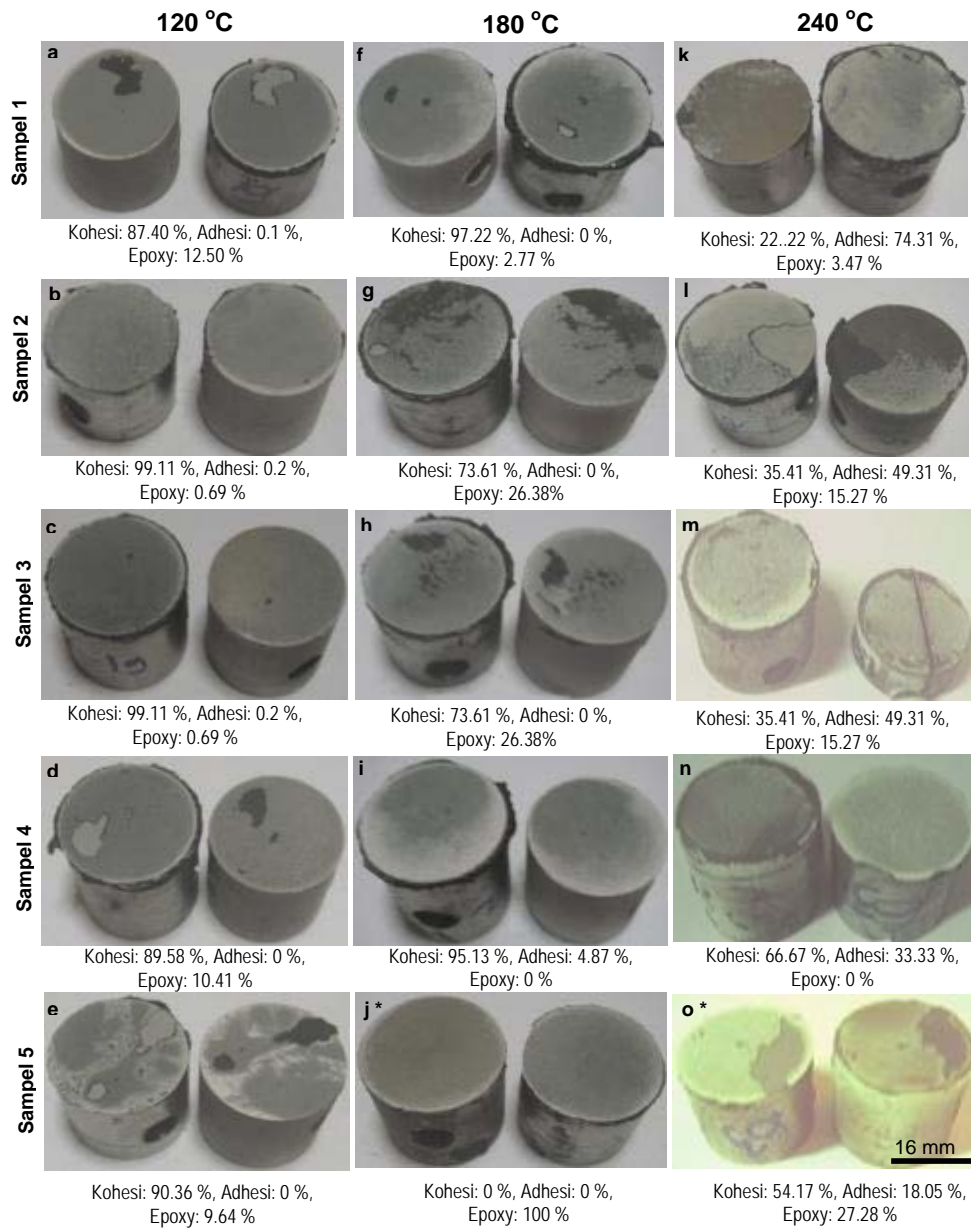 120 °C
180 °C
240 °C
Sampel 1
a
f
k
Kohesi: 87.40 %, Adhesi: 0.1 %,
Epoxy: 12.50 %
Kohesi: 97.22 %, Adhesi: 0 %,
Epoxy: 2.77 %
Kohesi: 22..22 %, Adhesi: 74.31 %,
Epoxy: 3.47 %
Sampel 2
b
g
l
Kohesi: 99.11 %, Adhesi: 0.2 %,
Epoxy: 0.69 %
Kohesi: 73.61 %, Adhesi: 0 %,
Epoxy: 26.38%
Kohesi: 35.41 %, Adhesi: 49.31 %,
Epoxy: 15.27 %
Sampel 3
c
h
m
Kohesi: 99.11 %, Adhesi: 0.2 %,
Epoxy: 0.69 %
Kohesi: 73.61 %, Adhesi: 0 %,
Epoxy: 26.38%
Kohesi: 35.41 %, Adhesi: 49.31 %,
Epoxy: 15.27 %
Sampel 4
d
i
n
Kohesi: 89.58 %, Adhesi: 0 %,
Epoxy: 10.41 %
Kohesi: 95.13 %, Adhesi: 4.87 %,
Epoxy: 0 %
Kohesi: 66.67 %, Adhesi: 33.33 %,
Epoxy: 0 %
Sampel 5
e
j *
o *
16 mm
Kohesi: 90.36 %, Adhesi: 0 %,
Epoxy: 9.64 %
Kohesi: 0 %, Adhesi: 0 %,
Epoxy: 100 %
Kohesi: 54.17 %, Adhesi: 18.05 %,
Epoxy: 27.28 %